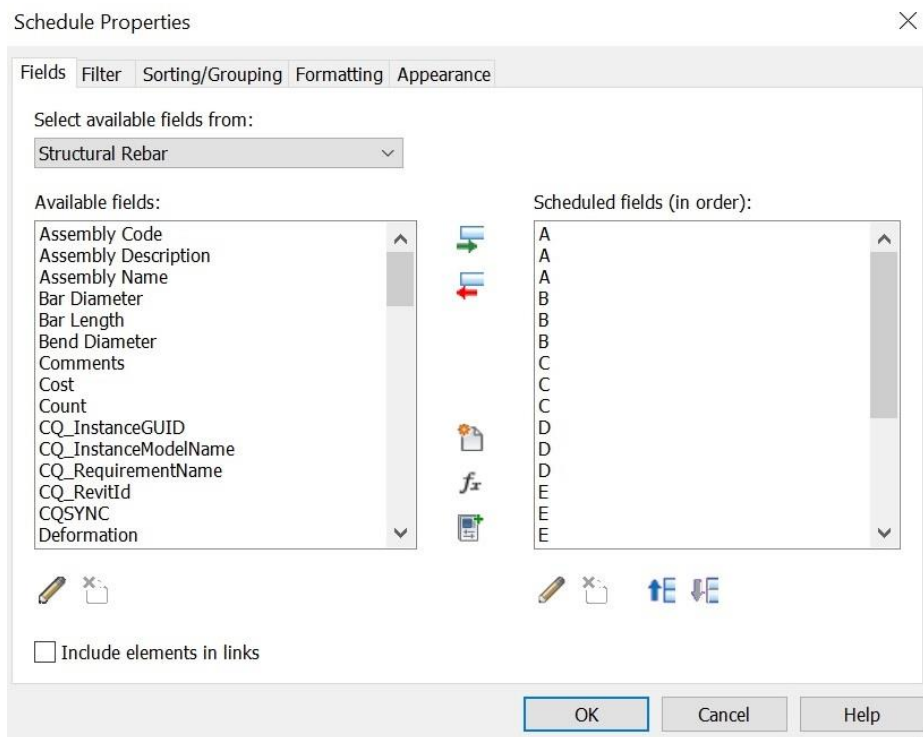 Schedule Properties
Fields Filter Sorting/Grouping Formatting Appearance
Select available fields from:
Structural Rebar
Available fields:
Assembly Code
Assembly Description
Assembly Name
Bar Diameter
Bar Length
Bend Diameter
Comments
Cost
Count
CQ_InstanceGUID
CQ_InstanceModelName
CQ_RequirementName
CQ_RevitId
CQSYNC
Deformation
fx
Scheduled fields (in order):
A
A
A
B
B
B
C
C
C
D
D
D
E
E
E
Include elements in links
OK Cancel Help